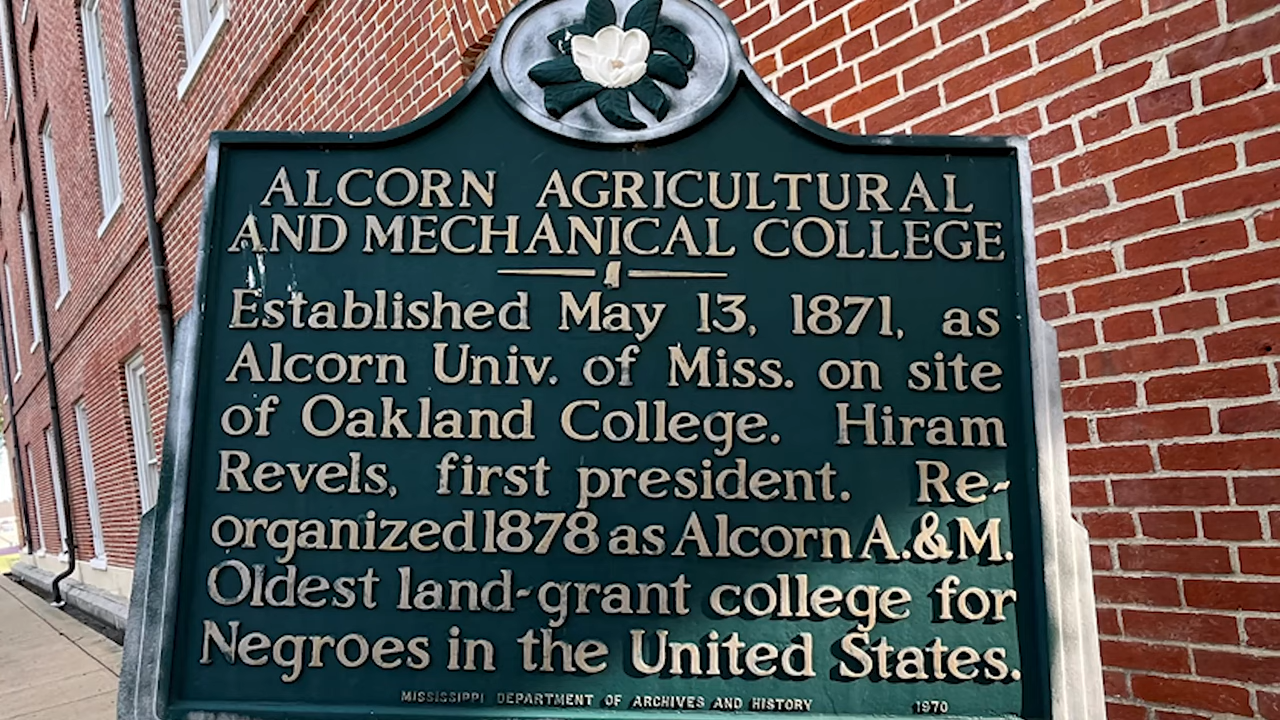 ALCORN AGRICULTURAL
AND MECHANICAL COLLEGE
Established May 13, 1871, as
Alcorn Univ. of Miss. on site
of Oakland College. Hiram
Revels, first president. Re-
organized 1878 as Alcorn A.&M.
Oldest land-grant college for
Negroes in the United States.
MISSISSIPPI DEPARTMENT OF ARCHIVES AND HISTORY 1970